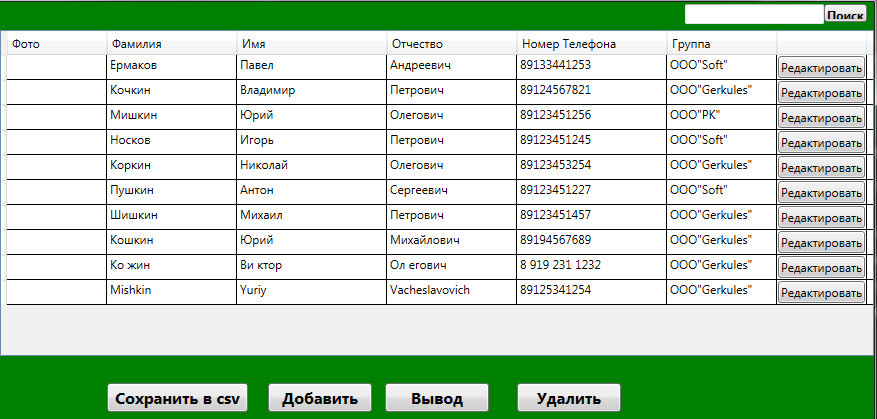 Поиск
Фото Фамилия Имя Отчество Номер Телефона Группа
Ермаков Павел Андреевич 89133441253 ООО"Soft" Редактировать
Кочкин Владимир Петрович 89124567821 ООО"Gerkules" Редактировать
Мишкин Юрий Олегович 89123451256 ООО"РК" Редактировать
Носков Игорь Петрович 89123451245 ООО"Soft" Редактировать
Коркин Николай Олегович 89123453254 ООО"Gerkules" Редактировать
Пушкин Антон Сергеевич 89123451227 ООО"Soft" Редактировать
Шишкин Михаил Петрович 89123451457 ООО"Gerkules" Редактировать
Кошкин Юрий Михайлович 89194567689 ООО"Gerkules" Редактировать
Ко жин Ви ктор Ол егович 8 919 231 1232 ООО"Gerkules" Редактировать
Mishkin Yuriy Vacheslavovich 89125341254 ООО"Gerkules" Редактировать
Сохранить в csv Добавить Вывод Удалить